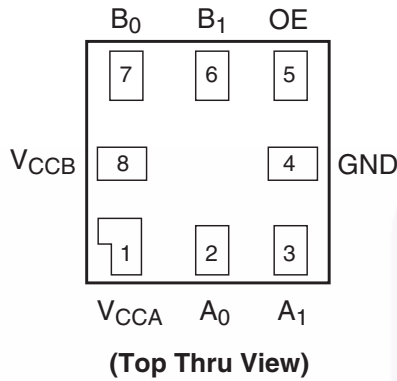 B0 B1 OE
7 6 5
VCCB 8 4 GND
1 2 3
VCCA A0 A1
(Top Thru View)